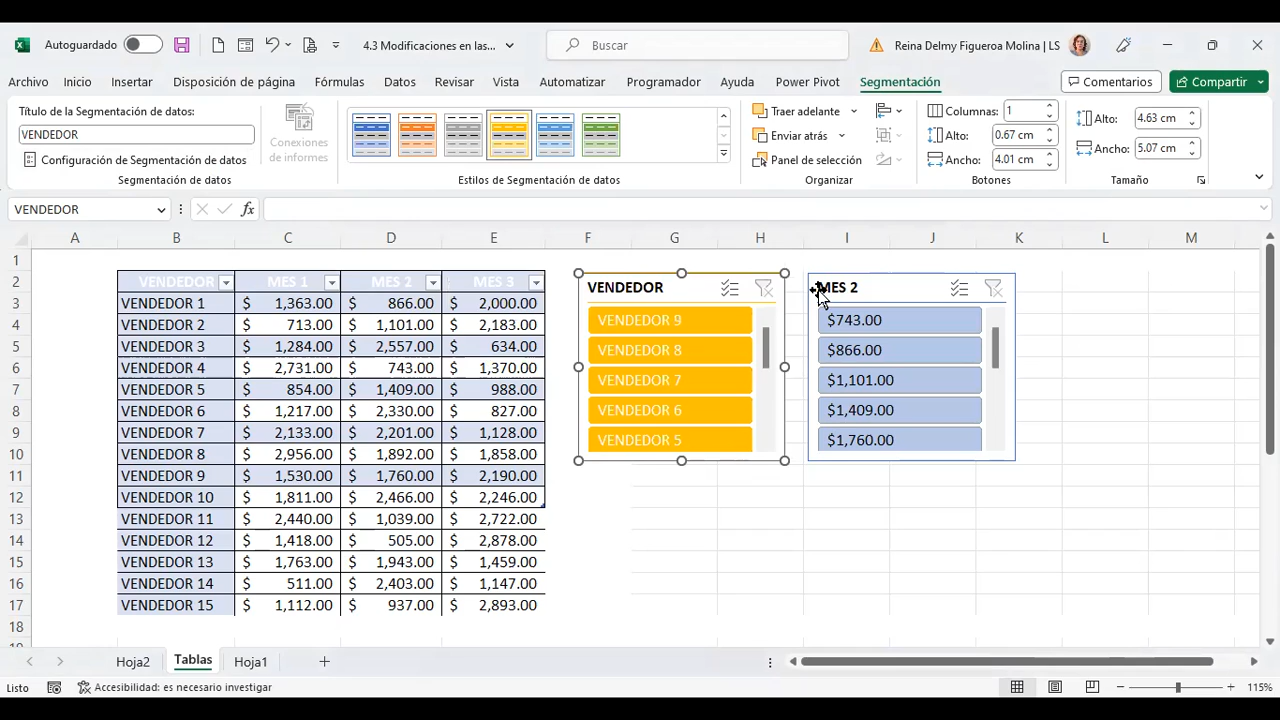 Autoguardado
4.3 Modificaciones en las...
Buscar
Reina Delmy Figueroa Molina | LS
Archivo Inicio Insertar Disposición de página Fórmulas Datos Revisar Vista Automatizar Programador Ayuda Power Pivot Segmentación Comentarios Compartir
Título de la Segmentación de datos:
VENDEDOR
Configuración de Segmentación de datos
Segmentación de datos
Conexiones
de informes
Estilos de Segmentación de datos
Traer adelante
Enviar atrás
Panel de selección
Organizar
Columnas: 1
Alto: 0.67 cm
Ancho: 4.01 cm
Botones
Alto: 4.63 cm
Ancho: 5.07 cm
Tamaño
VENDEDOR fx
A B C D E F G H I J K L M
1
2 VENDEDOR MES 1 MES 2 MES 3
3 VENDEDOR 1 $ 1,363.00 $ 866.00 $ 2,000.00
4 VENDEDOR 2 $ 713.00 $ 1,101.00 $ 2,183.00
5 VENDEDOR 3 $ 1,284.00 $ 2,557.00 $ 634.00
6 VENDEDOR 4 $ 2,731.00 $ 743.00 $ 1,370.00
7 VENDEDOR 5 $ 854.00 $ 1,409.00 $ 988.00
8 VENDEDOR 6 $ 1,217.00 $ 2,330.00 $ 827.00
9 VENDEDOR 7 $ 2,133.00 $ 2,201.00 $ 1,128.00
10 VENDEDOR 8 $ 2,956.00 $ 1,892.00 $ 1,858.00
11 VENDEDOR 9 $ 1,530.00 $ 1,760.00 $ 2,190.00
12 VENDEDOR 10 $ 1,811.00 $ 2,466.00 $ 2,246.00
13 VENDEDOR 11 $ 2,440.00 $ 1,039.00 $ 2,722.00
14 VENDEDOR 12 $ 1,418.00 $ 505.00 $ 2,878.00
15 VENDEDOR 13 $ 1,763.00 $ 1,943.00 $ 1,459.00
16 VENDEDOR 14 $ 511.00 $ 2,403.00 $ 1,147.00
17 VENDEDOR 15 $ 1,112.00 $ 937.00 $ 2,893.00
18
VENDEDOR
VENDEDOR 9
VENDEDOR 8
VENDEDOR 7
VENDEDOR 6
VENDEDOR 5
MES 2
$743.00
$866.00
$1,101.00
$1,409.00
$1,760.00
Hoja2 Tablas Hoja1
Listo Accesibilidad: es necesario investigar 115%